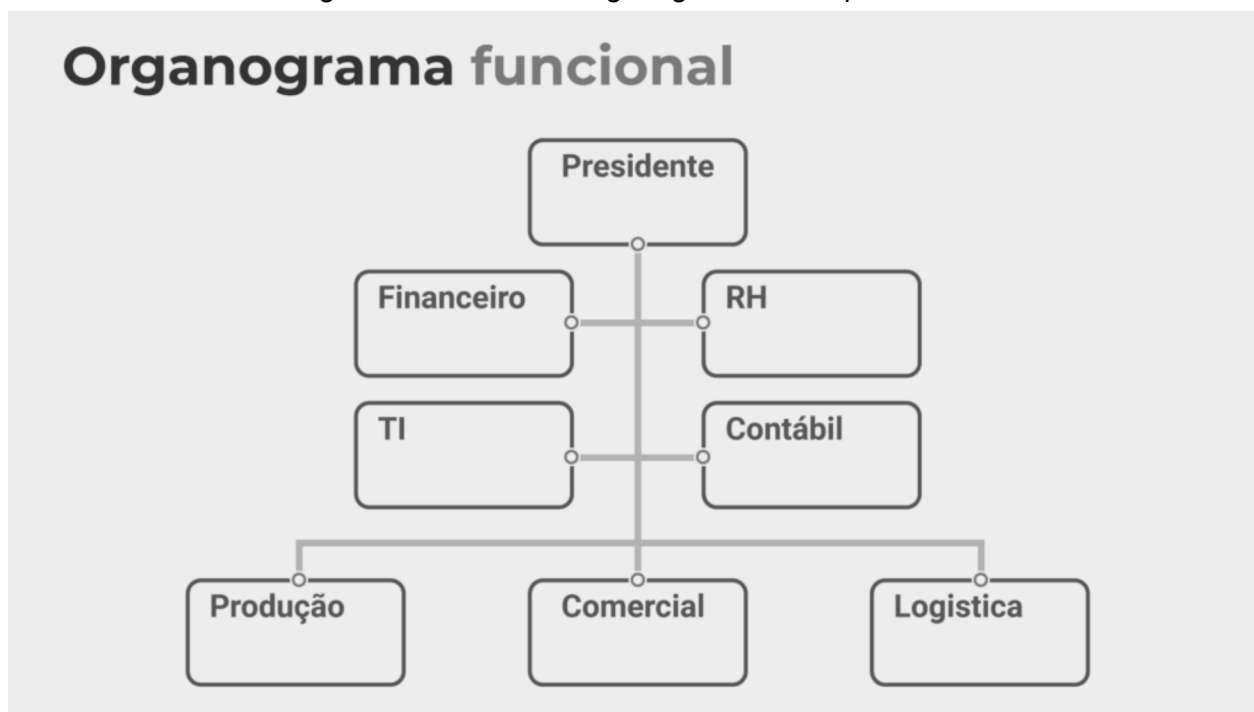 Organograma funcional
Presidente
Financeiro
RH
TI
Contábil
Produção
Comercial
Logistica